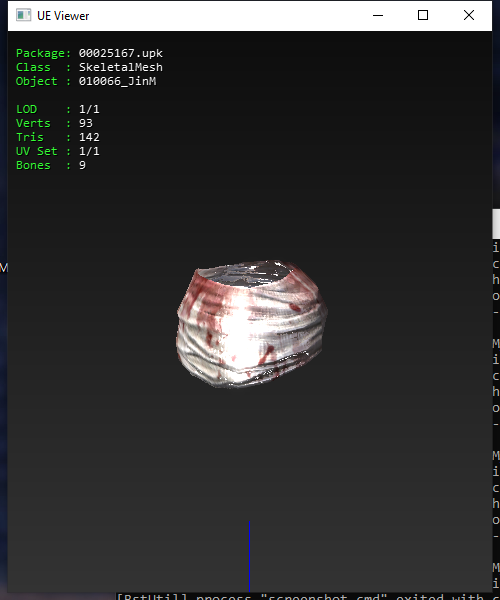 UE Viewer
Package: 00025167.upk
Class : SkeletalMesh
Object : 010066_JinM
LOD : 1/1
Verts : 93
Tris : 142
UV Set : 1/1
Bones : 9
M
i
c
h
o
-
M
i
c
h
o
-
M
i
c
h
o
-
M
i
[BstUtil] process "screenshot.cmd" exited with c